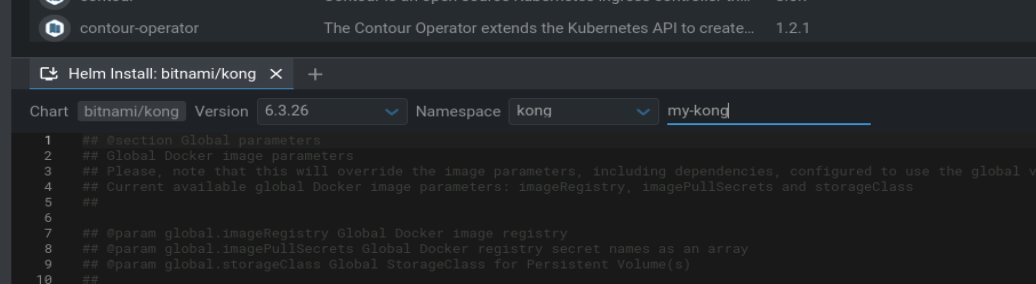 contour
contour-operator The Contour Operator extends the Kubernetes API to create... 1.2.1
Helm Install: bitnami/kong
Chart bitnami/kong Version 6.3.26 Namespace kong my-kong
1 ## @section Global parameters
2 ## Global Docker image parameters
3 ## Please, note that this will override the image parameters, including dependencies, configured to use the global
4 ## Current available global Docker image parameters: imageRegistry, imagePullSecrets and storageClass
5 ##
6
7 ## @param global.imageRegistry Global Docker image registry
8 ## @param global.imagePullSecrets Global Docker registry secret names as an array
9 ## @param global.storageClass Global StorageClass for Persistent Volume(s)
10 ##